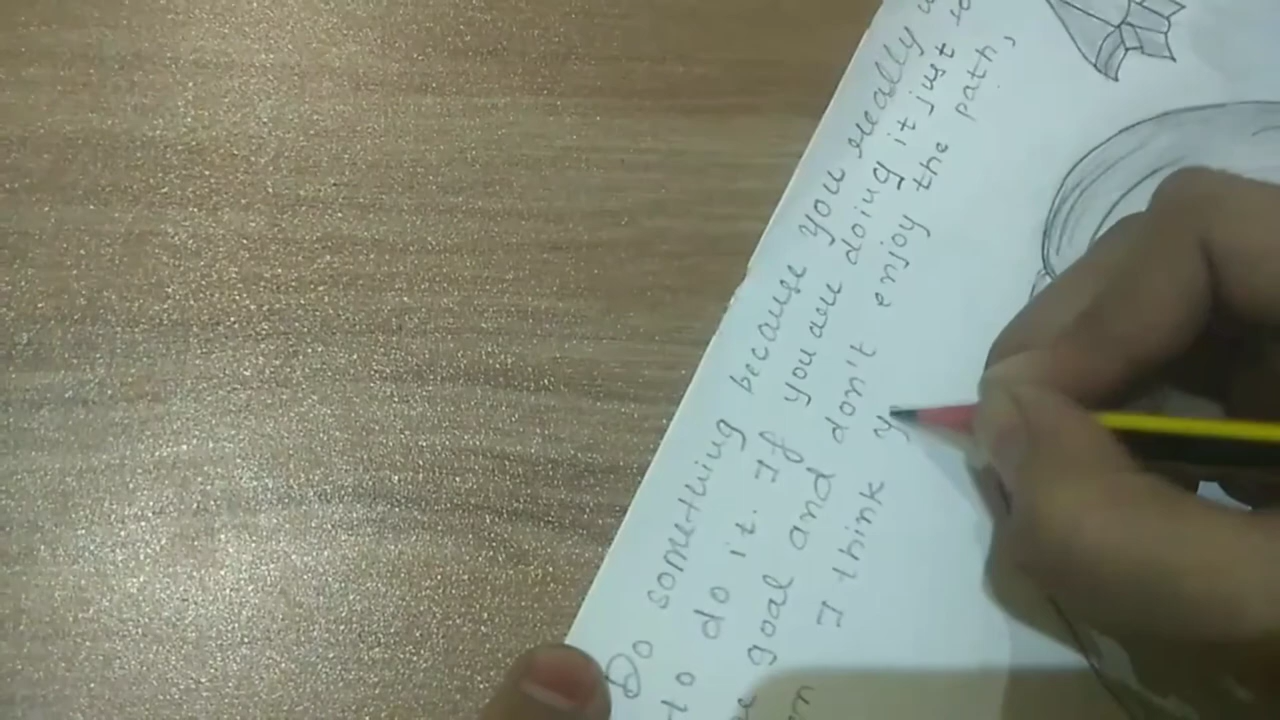 Do something because you really
to do it. If you are doing it just
goal and don't enjoy the path,
I think y